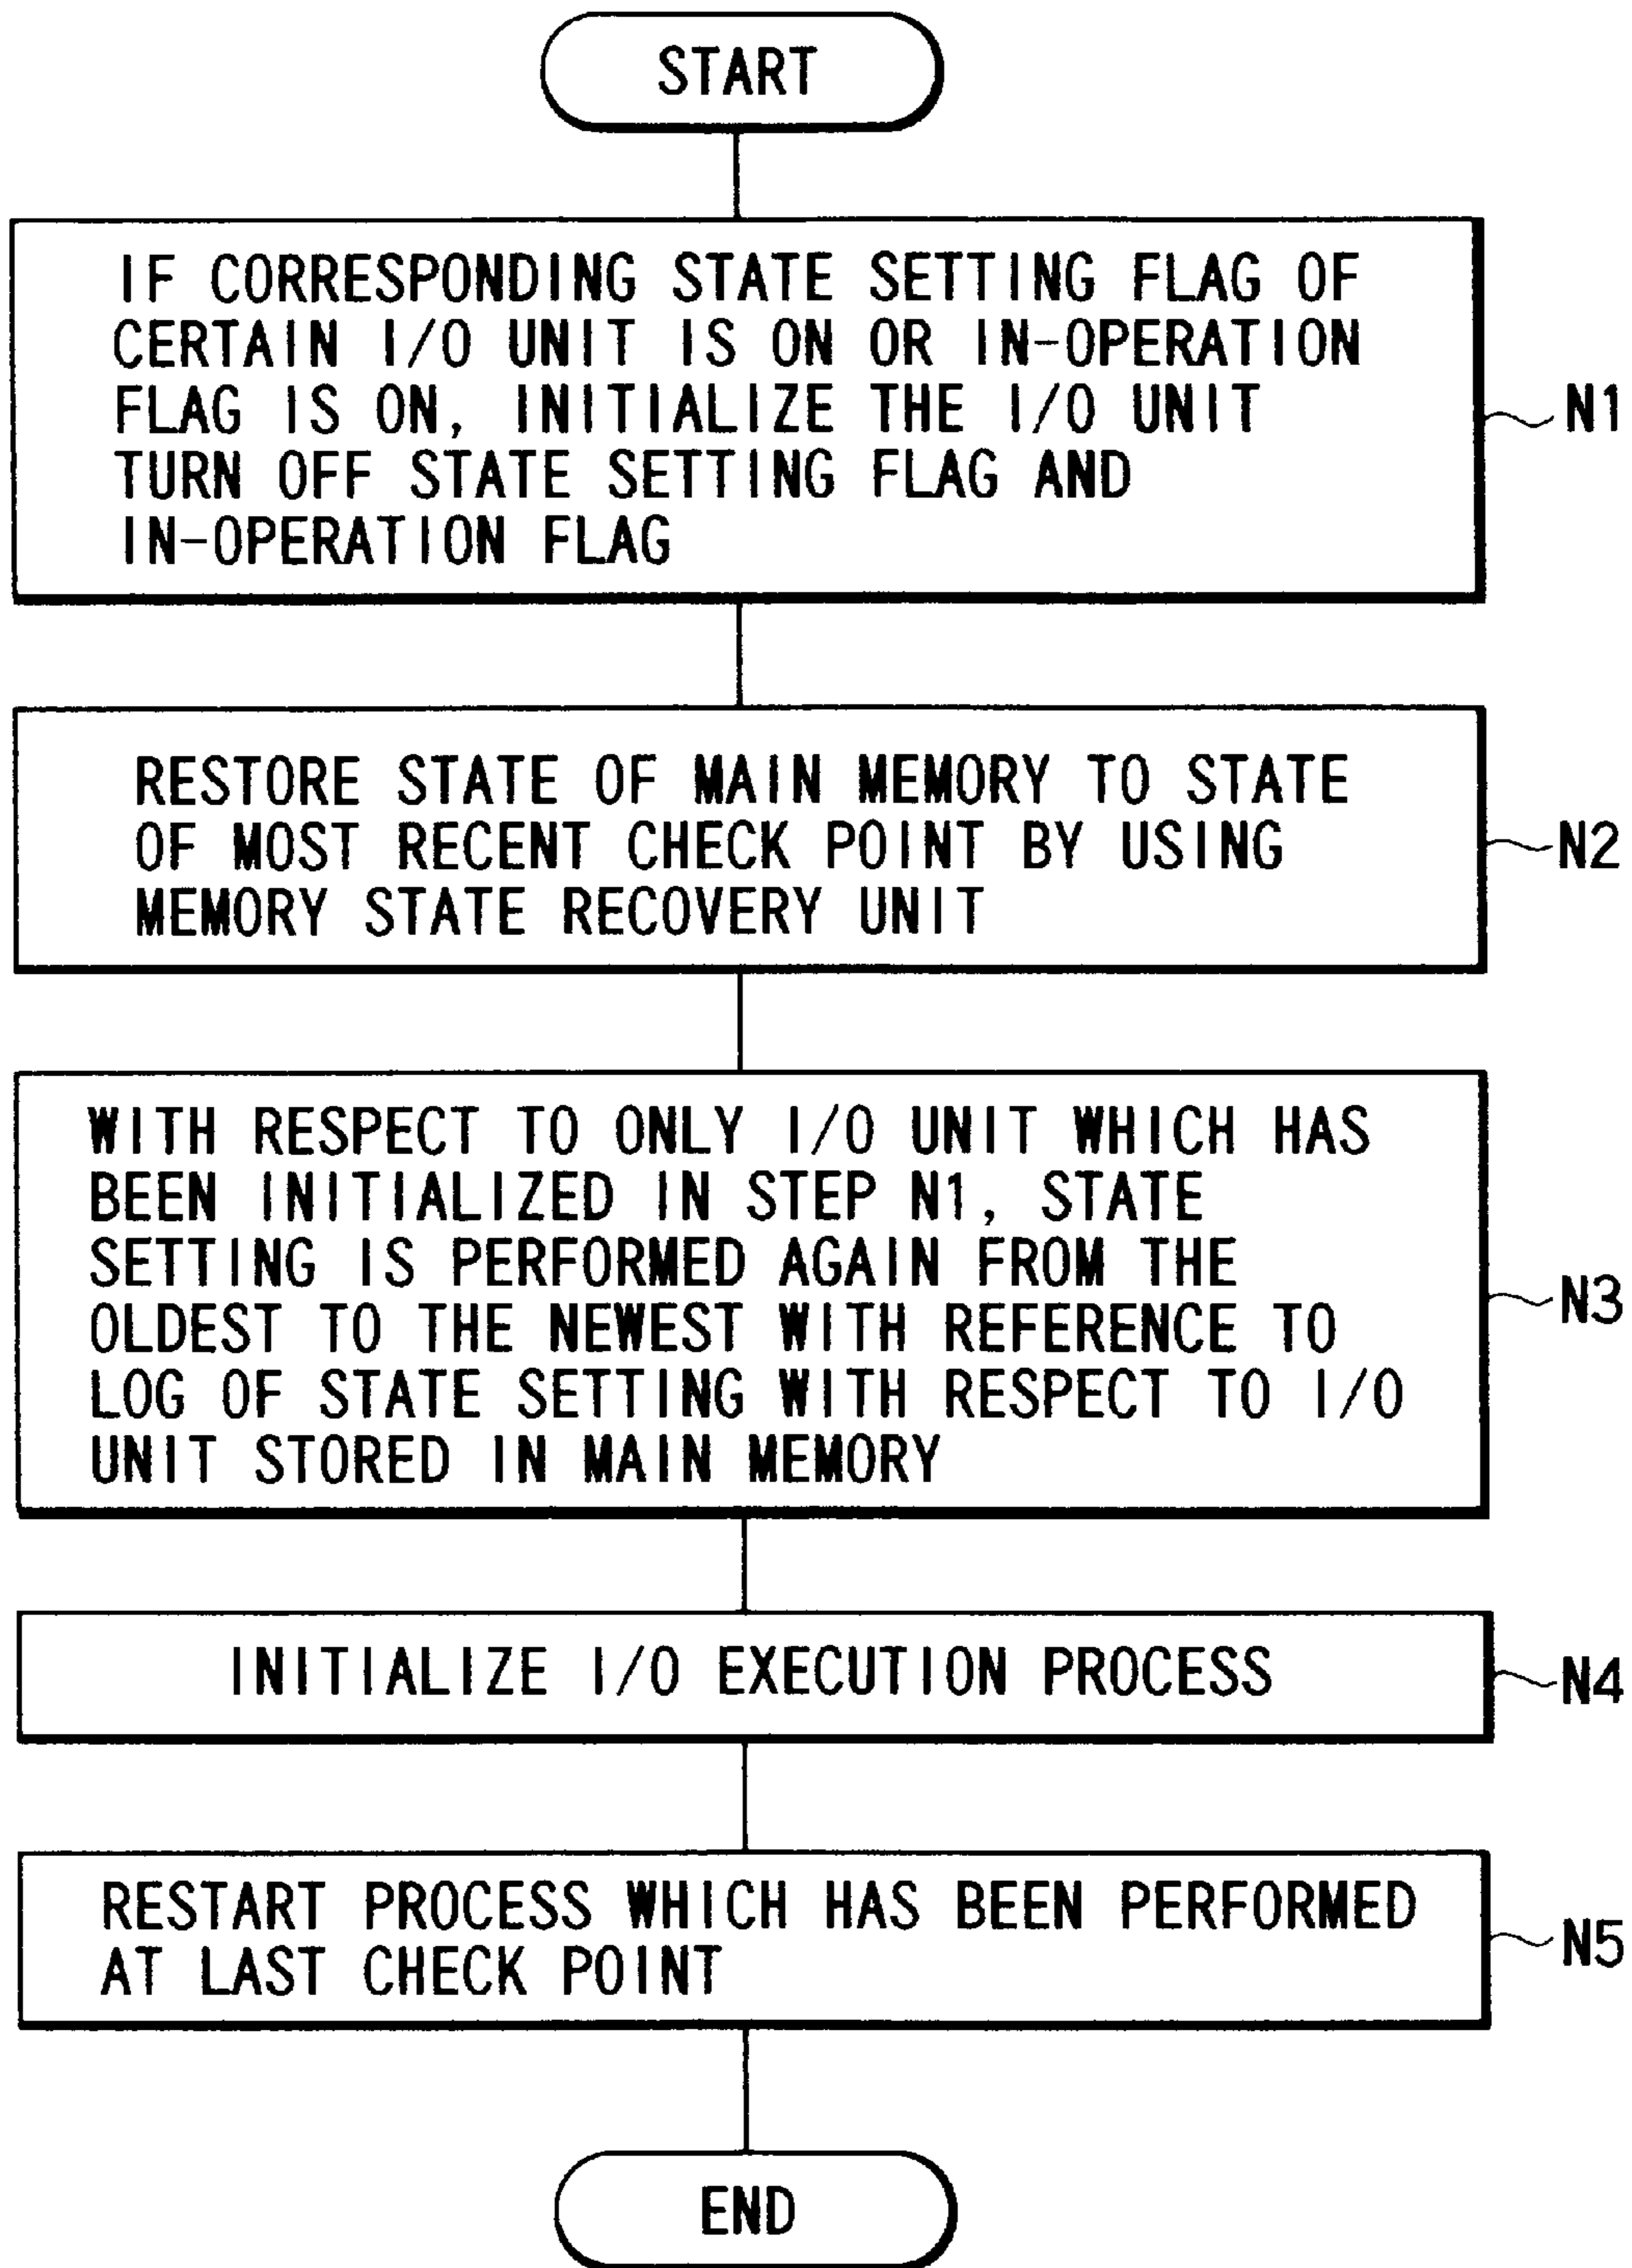 START
IF CORRESPONDING STATE SETTING FLAG OF
CERTAIN I/O UNIT IS ON OR IN-OPERATION
FLAG IS ON, INITIALIZE THE I/O UNIT
TURN OFF STATE SETTING FLAG AND
IN-OPERATION FLAG
N1
RESTORE STATE OF MAIN MEMORY TO STATE
OF MOST RECENT CHECK POINT BY USING
MEMORY STATE RECOVERY UNIT
N2
WITH RESPECT TO ONLY I/O UNIT WHICH HAS
BEEN INITIALIZED IN STEP N1, STATE
SETTING IS PERFORMED AGAIN FROM THE
OLDEST TO THE NEWEST WITH REFERENCE TO
LOG OF STATE SETTING WITH RESPECT TO I/O
UNIT STORED IN MAIN MEMORY
N3
INITIALIZE I/O EXECUTION PROCESS
N4
RESTART PROCESS WHICH HAS BEEN PERFORMED
AT LAST CHECK POINT
N5
END